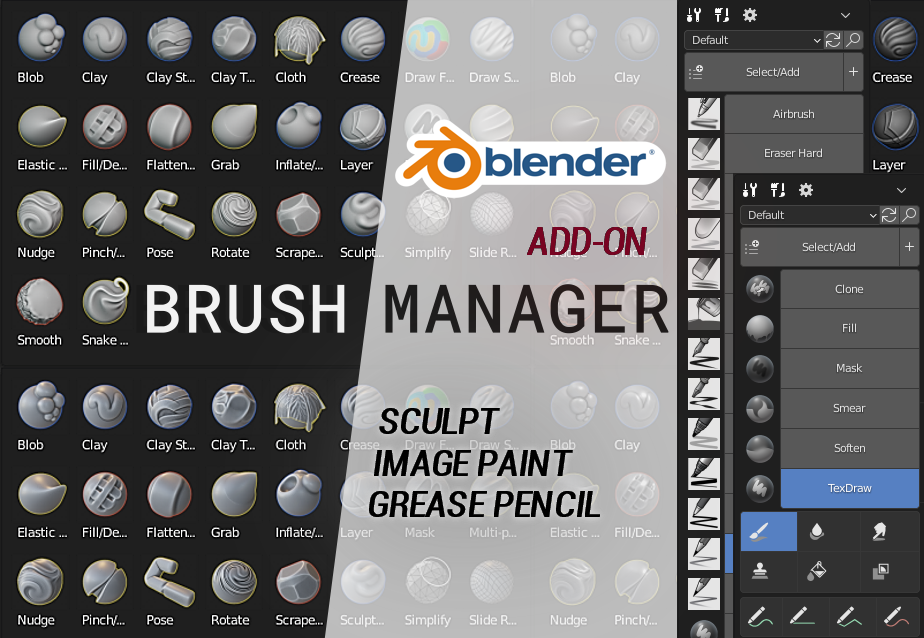 Blob Clay Clay St... Clay T... Cloth Crease Draw F... Draw S... Blob Clay
Elastic ... Fill/De... Flatten... Grab Inflate/... Layer
Nudge Pinch/... Pose Rotate Scrape... Sculpt... Simplify Slide R... Nudge Pinch/...
Smooth Snake ... Smooth Snake ...
blender®
ADD-ON
BRUSH MANAGER
Blob Clay Clay St... Clay T... Cloth Crease Draw F... Draw S... Blob Clay
SCULPT
IMAGE PAINT
GREASE PENCIL
Elastic ... Fill/De... Flatten... Grab Inflate/... Layer Mask Multi-p... Elastic ... Fill/De...
Nudge Pinch/... Pose Rotate Scrape... Sculpt... Simplify Slide R... Nudge Pinch/...
Default
Select/Add +
Airbrush
Eraser Hard
Crease
Layer
Default
Select/Add +
Clone
Fill
Mask
Smear
Soften
TexDraw